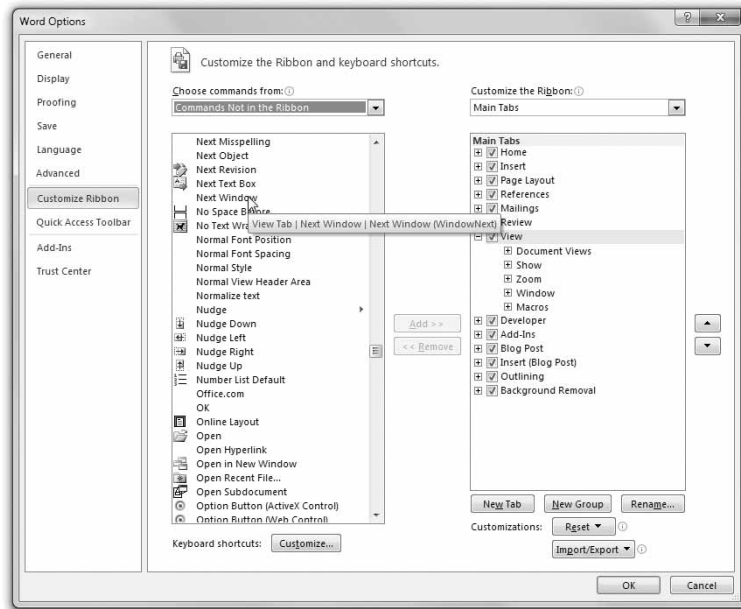 Word Options
General
Display
Proofing
Save
Language
Advanced
Customize Ribbon
Quick Access Toolbar
Add-Ins
Trust Center
Customize the Ribbon and keyboard shortcuts.
Choose commands from:
Commands Not in the Ribbon
Next Misspelling
Next Object
Next Revision
Next Text Box
Next Window
No Space Before
No Text Wra
View Tab | Next Window | Next Window (WindowNext)
Normal Font Position
Normal Font Spacing
Normal Style
Normal View Header Area
Normalize text
Nudge
Nudge Down
Nudge Left
Nudge Right
Nudge Up
Number List Default
Office.com
OK
Online Layout
Open
Open Hyperlink
Open in New Window
Open Recent File...
Open Subdocument
Option Button (ActiveX Control)
Option Button (Web Control)
Keyboard shortcuts: Customize...
Add >>
<< Remove
Customize the Ribbon:
Main Tabs
Main Tabs
Home
Insert
Page Layout
References
Mailings
Review
View
Document Views
Show
Zoom
Window
Macros
Developer
Add-Ins
Blog Post
Insert (Blog Post)
Outlining
Background Removal
New Tab New Group Rename...
Customizations: Reset
Import/Export
OK Cancel